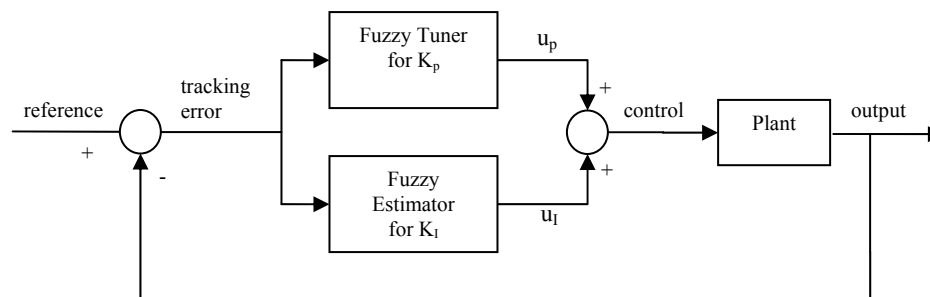 Fuzzy Tuner
for Kp
up
tracking
error
reference
+
-
+
+
control
Plant
output
Fuzzy
Estimator
for KI
uI